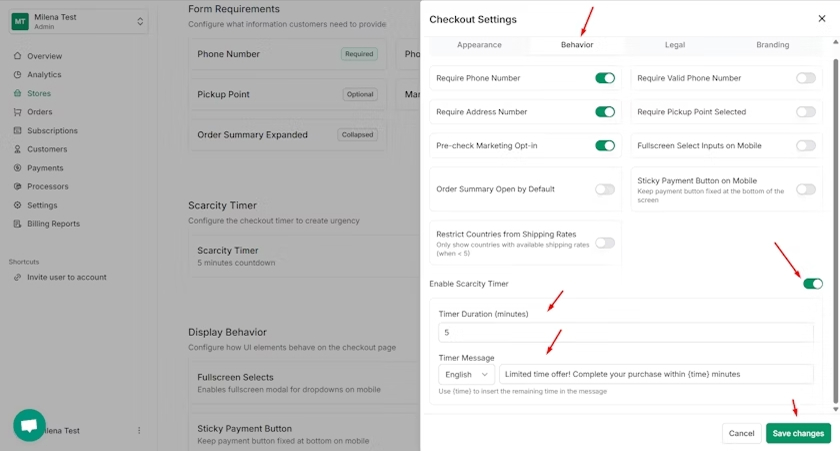 MT
Milena Test
Admin
Overview
Analytics
Stores
Orders
Subscriptions
Customers
Payments
Processors
Settings
Billing Reports
Shortcuts
Invite user to account
Milena Test
Form Requirements
Configure what information customers need to provide
Phone Number
Required
Pho
Pickup Point
Optional
Mar
Order Summary Expanded
Collapsed
Scarcity Timer
Configure the checkout timer to create urgency
Scarcity Timer
5 minutes countdown
Display Behavior
Configure how UI elements behave on the checkout page
Fullscreen Selects
Enables fullscreen modal for dropdowns on mobile
Sticky Payment Button
Keep payment button fixed at bottom on mobile
Checkout Settings
Appearance
Behavior
Legal
Branding
Require Phone Number
Require Valid Phone Number
Require Address Number
Require Pickup Point Selected
Pre-check Marketing Opt-in
Fullscreen Select Inputs on Mobile
Order Summary Open by Default
Sticky Payment Button on Mobile
Keep payment button fixed at the bottom of the
screen
Restrict Countries from Shipping Rates
Only show countries with available shipping rates
(when < 5)
Enable Scarcity Timer
Timer Duration (minutes)
5
Timer Message
English
Limited time offer! Complete your purchase within {time} minutes
Use {time} to insert the remaining time in the message
Cancel
Save changes